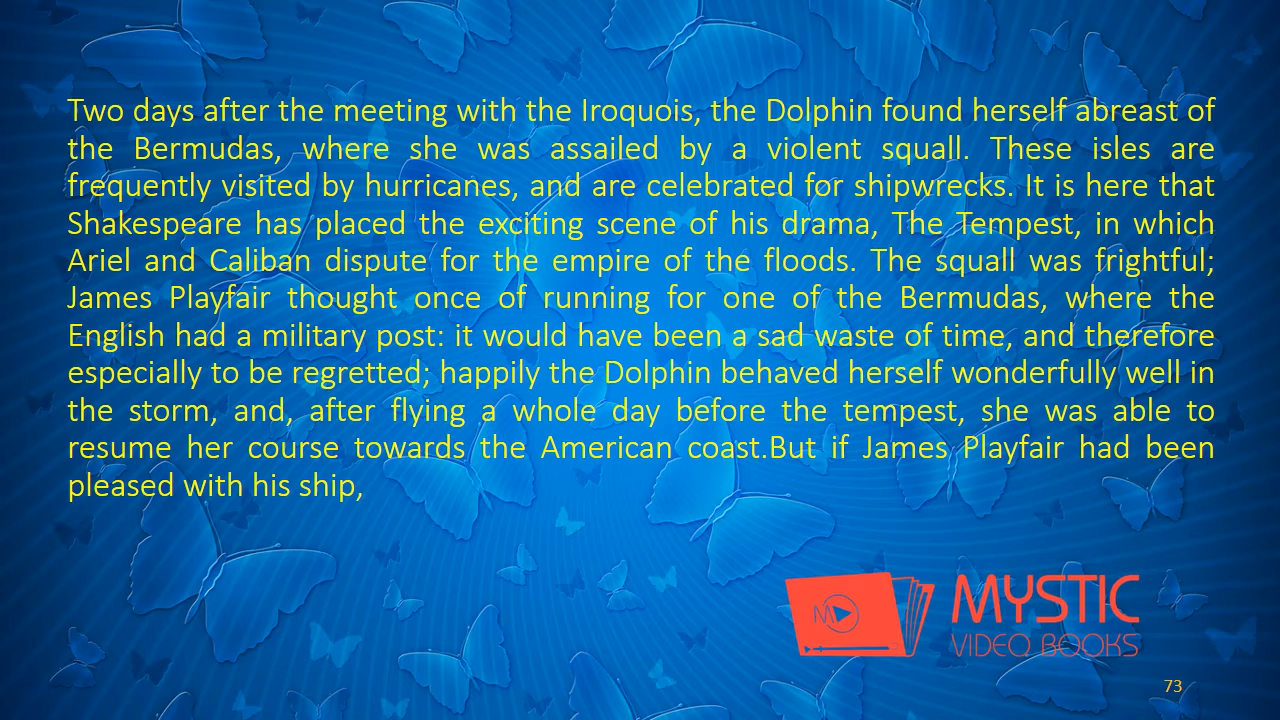 Two days after the meeting with the Iroquois, the Dolphin found herself abreast of
the Bermudas, where she was assailed by a violent squall. These isles are
frequently visited by hurricanes, and are celebrated for shipwrecks. It is here that
Shakespeare has placed the exciting scene of his drama, The Tempest, in which
Ariel and Caliban dispute for the empire of the floods. The squall was frightful;
James Playfair thought once of running for one of the Bermudas, where the
English had a military post: it would have been a sad waste of time, and therefore
especially to be regretted; happily the Dolphin behaved herself wonderfully well in
the storm, and, after flying a whole day before the tempest, she was able to
resume her course towards the American coast.But if James Playfair had been
pleased with his ship,
MYSTIC
VIDEO BOOKS
73